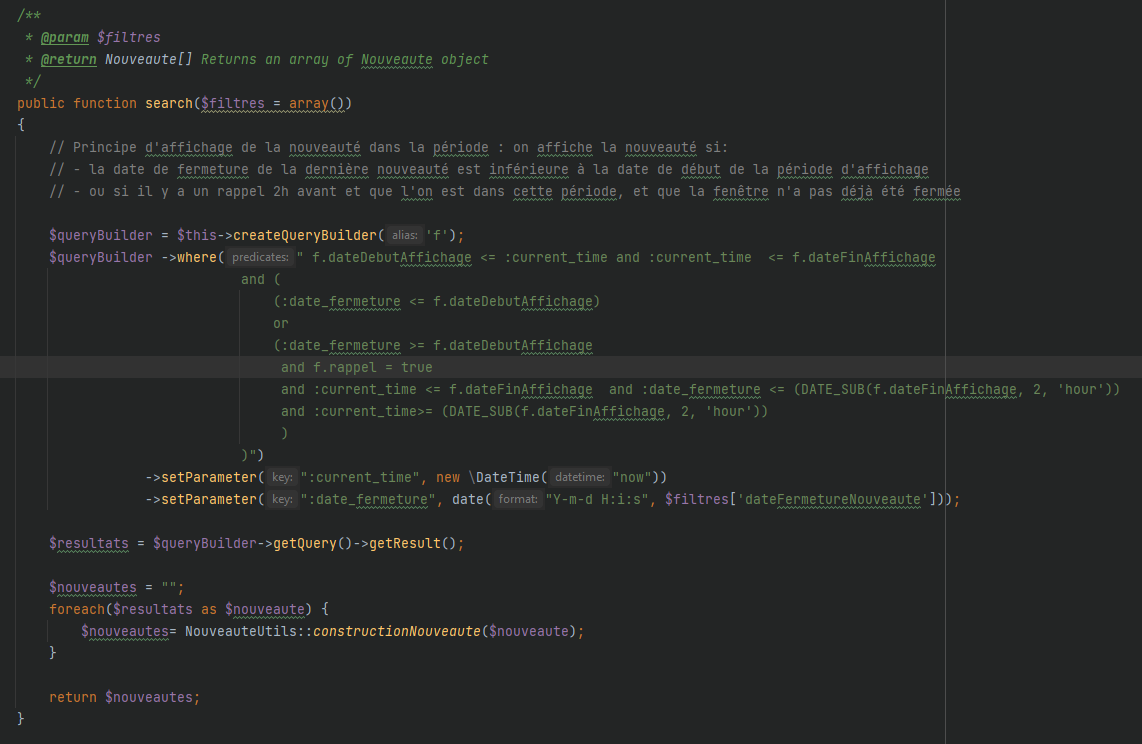 /**
 * @param $filtres
 * @return Nouveaute[] Returns an array of Nouveaute object
 */
public function search($filtres = array())
{
    // Principe d'affichage de la nouveauté dans la période : on affiche la nouveauté si:
    // - la date de fermeture de la dernière nouveauté est inférieure à la date de début de la période d'affichage
    // - ou si il y a un rappel 2h avant et que l'on est dans cette période, et que la fenêtre n'a pas déjà été fermée

    $queryBuilder = $this->createQueryBuilder( alias: 'f');
    $queryBuilder ->where( predicates: " f.dateDebutAffichage <= :current_time and :current_time  <= f.dateFinAffichage
                            and (
                                (:date_fermeture <= f.dateDebutAffichage)
                                or
                                (:date_fermeture >= f.dateDebutAffichage
                                 and f.rappel = true
                                 and :current_time <= f.dateFinAffichage  and :date_fermeture <= (DATE_SUB(f.dateFinAffichage, 2, 'hour'))
                                 and :current_time>= (DATE_SUB(f.dateFinAffichage, 2, 'hour'))
                                 )
                            )")
                ->setParameter( key: ":current_time", new \DateTime( datetime: "now"))
                ->setParameter( key: ":date_fermeture", date( format: "Y-m-d H:i:s", $filtres['dateFermetureNouveaute']));

    $resultats = $queryBuilder->getQuery()->getResult();

    $nouveautes = "";
    foreach($resultats as $nouveaute) {
        $nouveautes= NouveauteUtils::constructionNouveaute($nouveaute);
    }

    return $nouveautes;
}